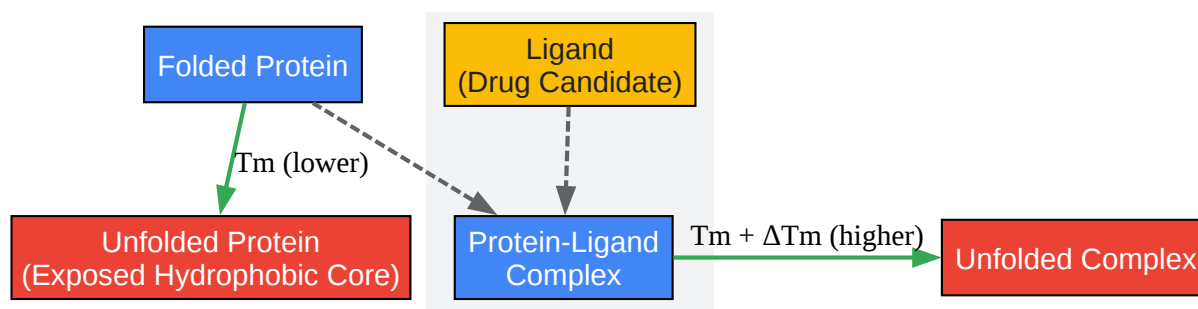 Folded Protein
Ligand
(Drug Candidate)
Tm (lower)
Unfolded Protein
(Exposed Hydrophobic Core)
Protein-Ligand
Complex
Tm + ΔTm (higher)
Unfolded Complex